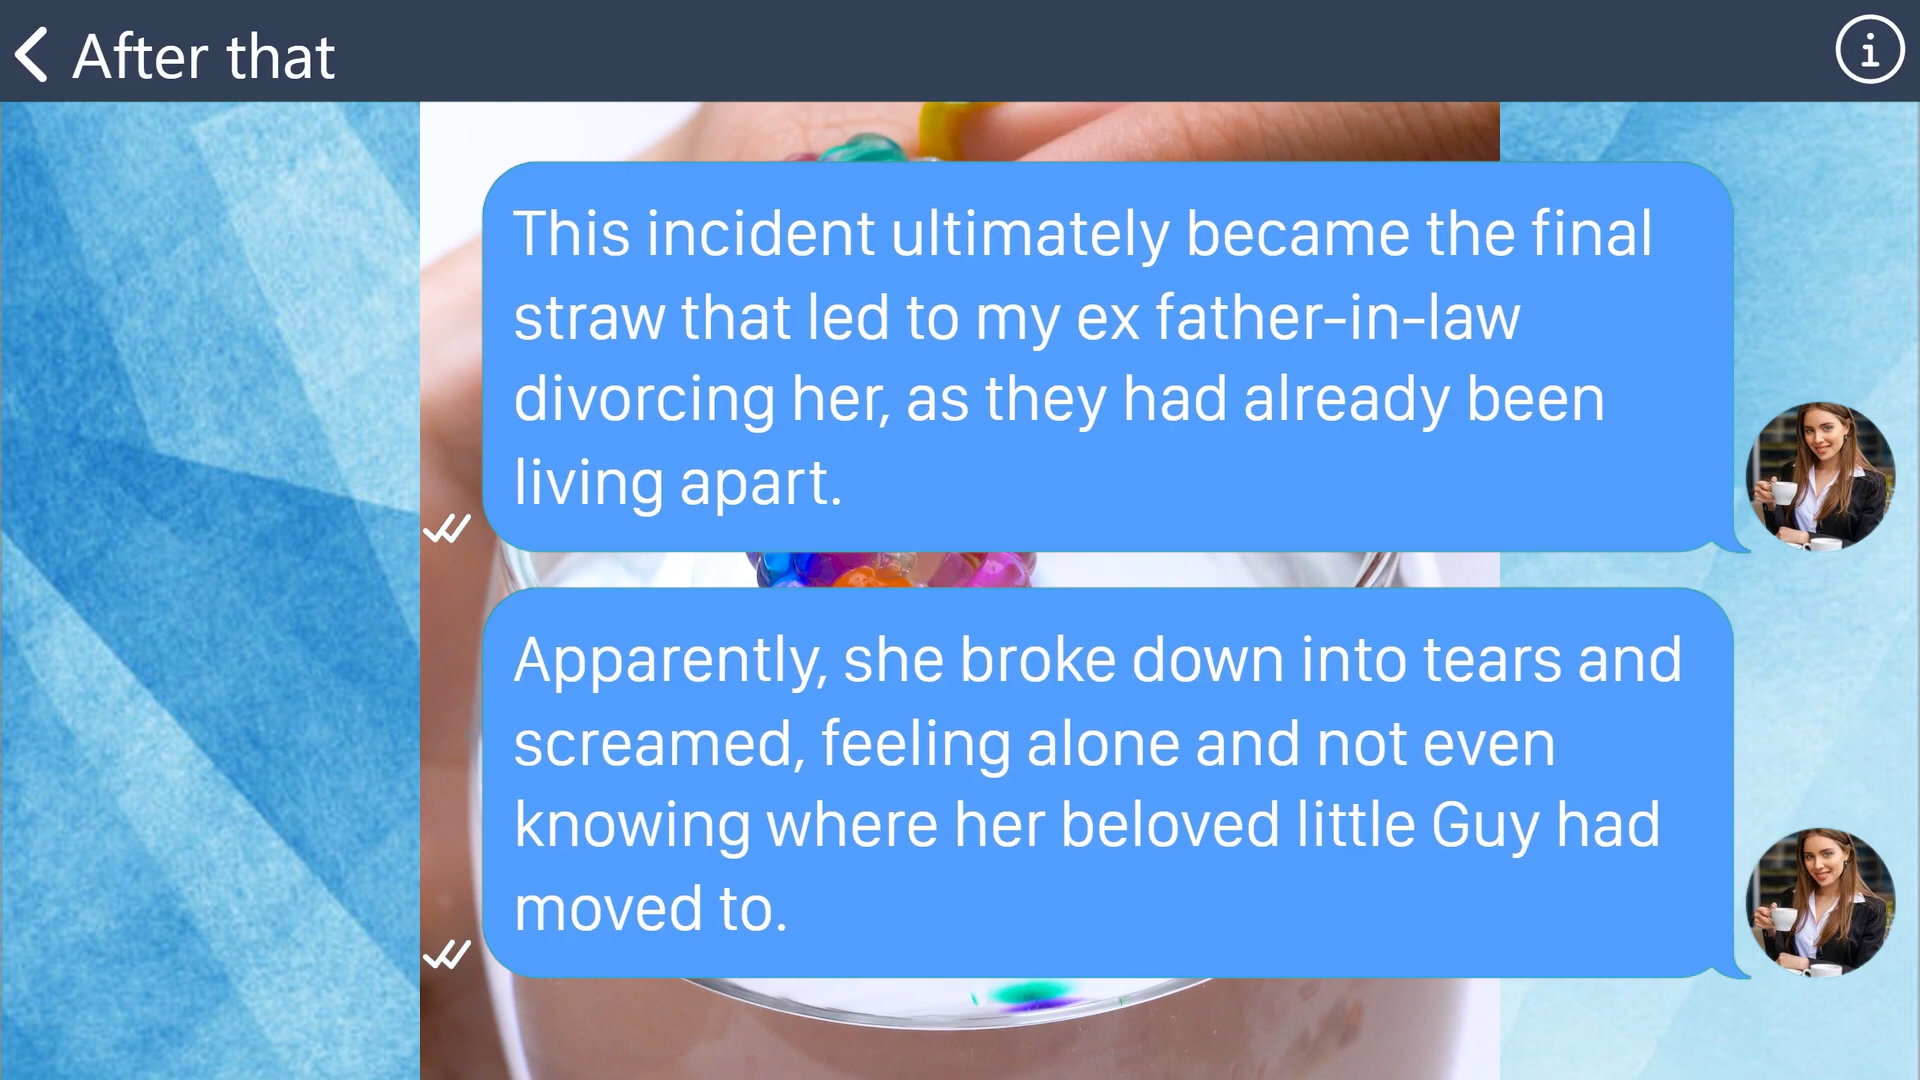 After that
This incident ultimately became the final
straw that led to my ex father-in-law
divorcing her, as they had already been
living apart.
Apparently, she broke down into tears and
screamed, feeling alone and not even
knowing where her beloved little Guy had
moved to.